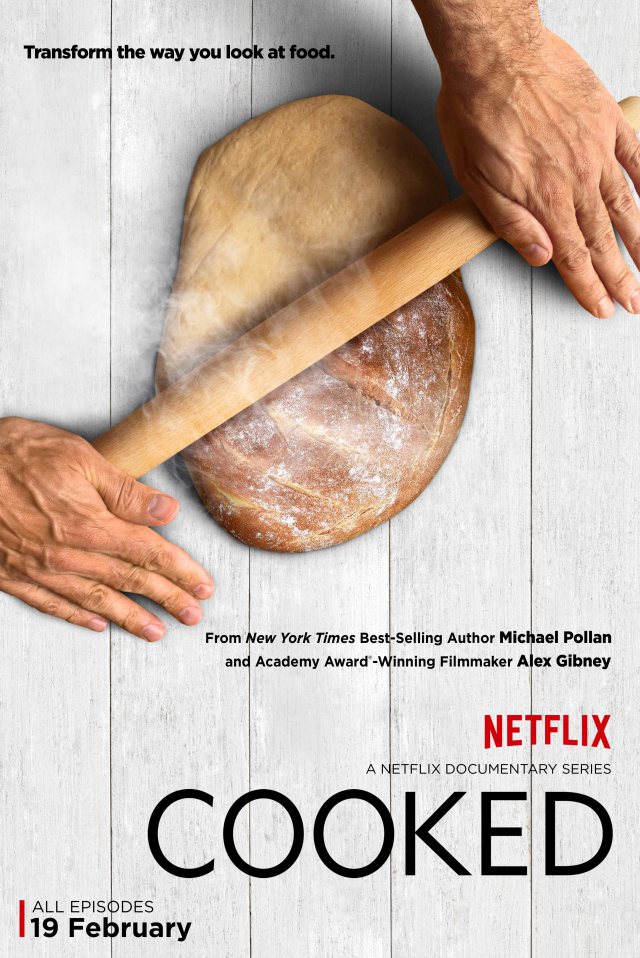 Transform the way you look at food.
From New York Times Best-Selling Author Michael Pollan
and Academy Award®-Winning Filmmaker Alex Gibney
NETFLIX
A NETFLIX DOCUMENTARY SERIES
COOKED
ALL EPISODES
19 February